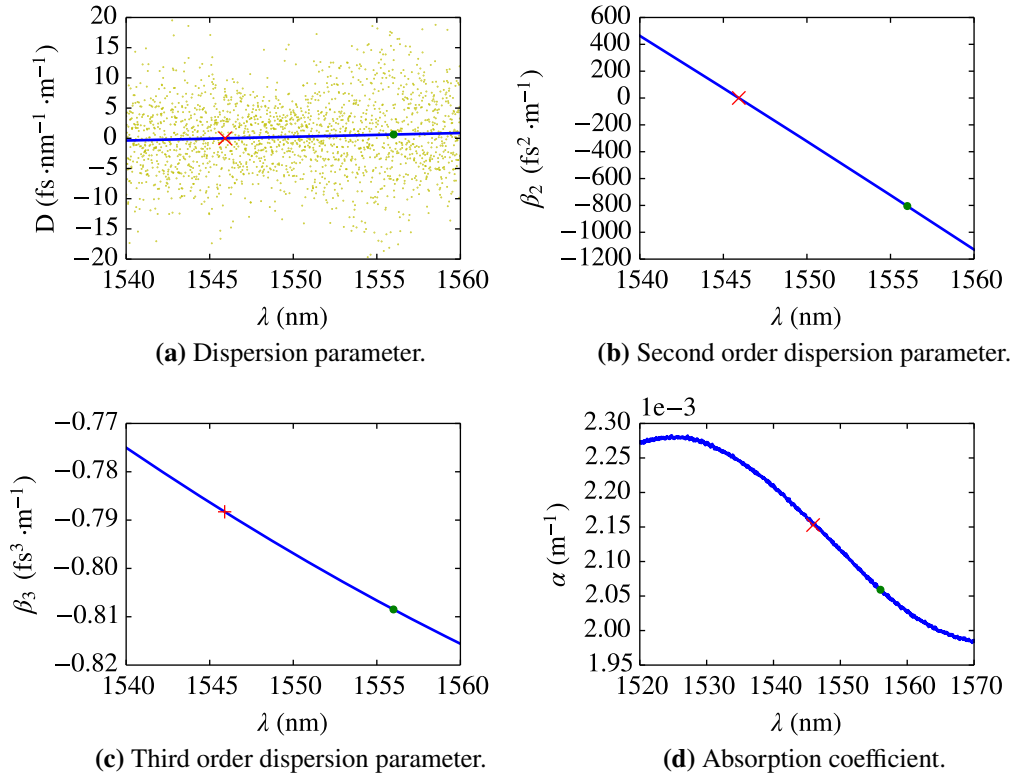 20
15
10
5
0
−5
−10
−15
−20
D (fs ·nm⁻¹ ·m⁻¹)
1540 1545 1550 1555 1560
λ (nm)
(a) Dispersion parameter.
600
400
200
0
−200
−400
−600
−800
−1000
−1200
β₂ (fs² ·m⁻¹)
1540 1545 1550 1555 1560
λ (nm)
(b) Second order dispersion parameter.
−0.77
−0.78
−0.79
−0.80
−0.81
−0.82
β₃ (fs³ ·m⁻¹)
1540 1545 1550 1555 1560
λ (nm)
(c) Third order dispersion parameter.
1e−3
2.30
2.25
2.20
2.15
2.10
2.05
2.00
1.95
α (m⁻¹)
1520 1530 1540 1550 1560 1570
λ (nm)
(d) Absorption coefficient.